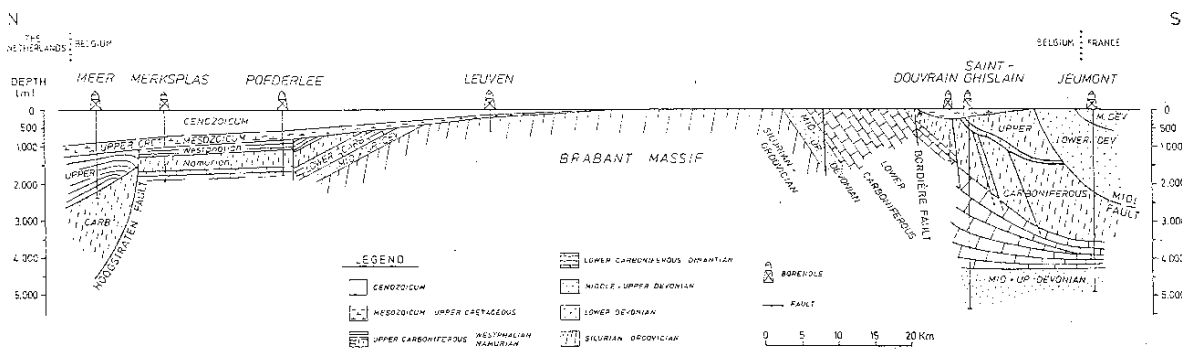 N S
THE NETHERLANDS BELGIUM
BELGIUM FRANCE
DEPTH (m)
MEER MERKSPLAS POEDERLEE LEUVEN DOUVRAIN SAINT-GHISLAIN JEUMONT
0
500
1.000
2.000
3.000
4.000
5.000
0
500
1.000
2.000
3.000
4.000
5.000
CENOZOICUM
UPPER CRET. MESOZOICUM
Westphalian
Namurian
UPPER
CARB
HOOGSTRATEN FAULT
LOWER CARB
BRABANT MASSIF
SILURIAN - ORDOVICIAN
MID - UP DEVONIAN
LOWER CARBONIFEROUS
BORDIÈRE FAULT
UPPER
CARBONIFEROUS
M. DEV
LOWER DEV
MIDI FAULT
MID - UP DEVONIAN
LEGEND
CENOZOICUM
MESOZOICUM UPPER CRETACEOUS
UPPER CARBONIFEROUS WESTPHALIAN NAMURIAN
LOWER CARBONIFEROUS DINANTIAN
MIDDLE - UPPER DEVONIAN
LOWER DEVONIAN
SILURIAN ORDOVICIAN
BOREHOLE
FAULT
0 10 20 Km